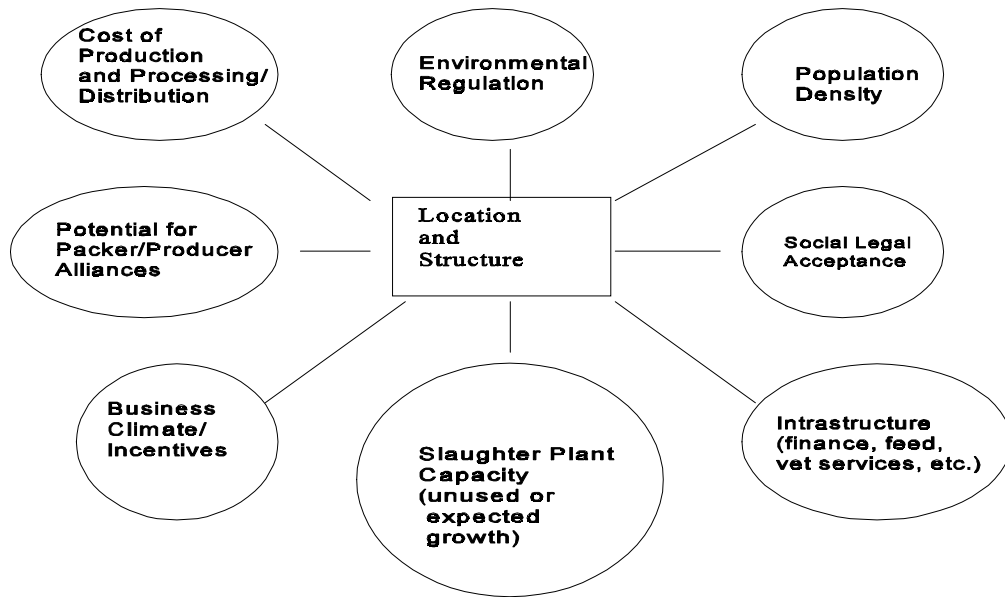 Cost of
Production
and Processing/
Distribution
Environmental
Regulation
Population
Density
Potential for
Packer/Producer
Alliances
Location
and
Structure
Social Legal
Acceptance
Business
Climate/
Incentives
Slaughter Plant
Capacity
(unused or
expected
growth)
Intrastructure
(finance, feed,
vet services, etc.)